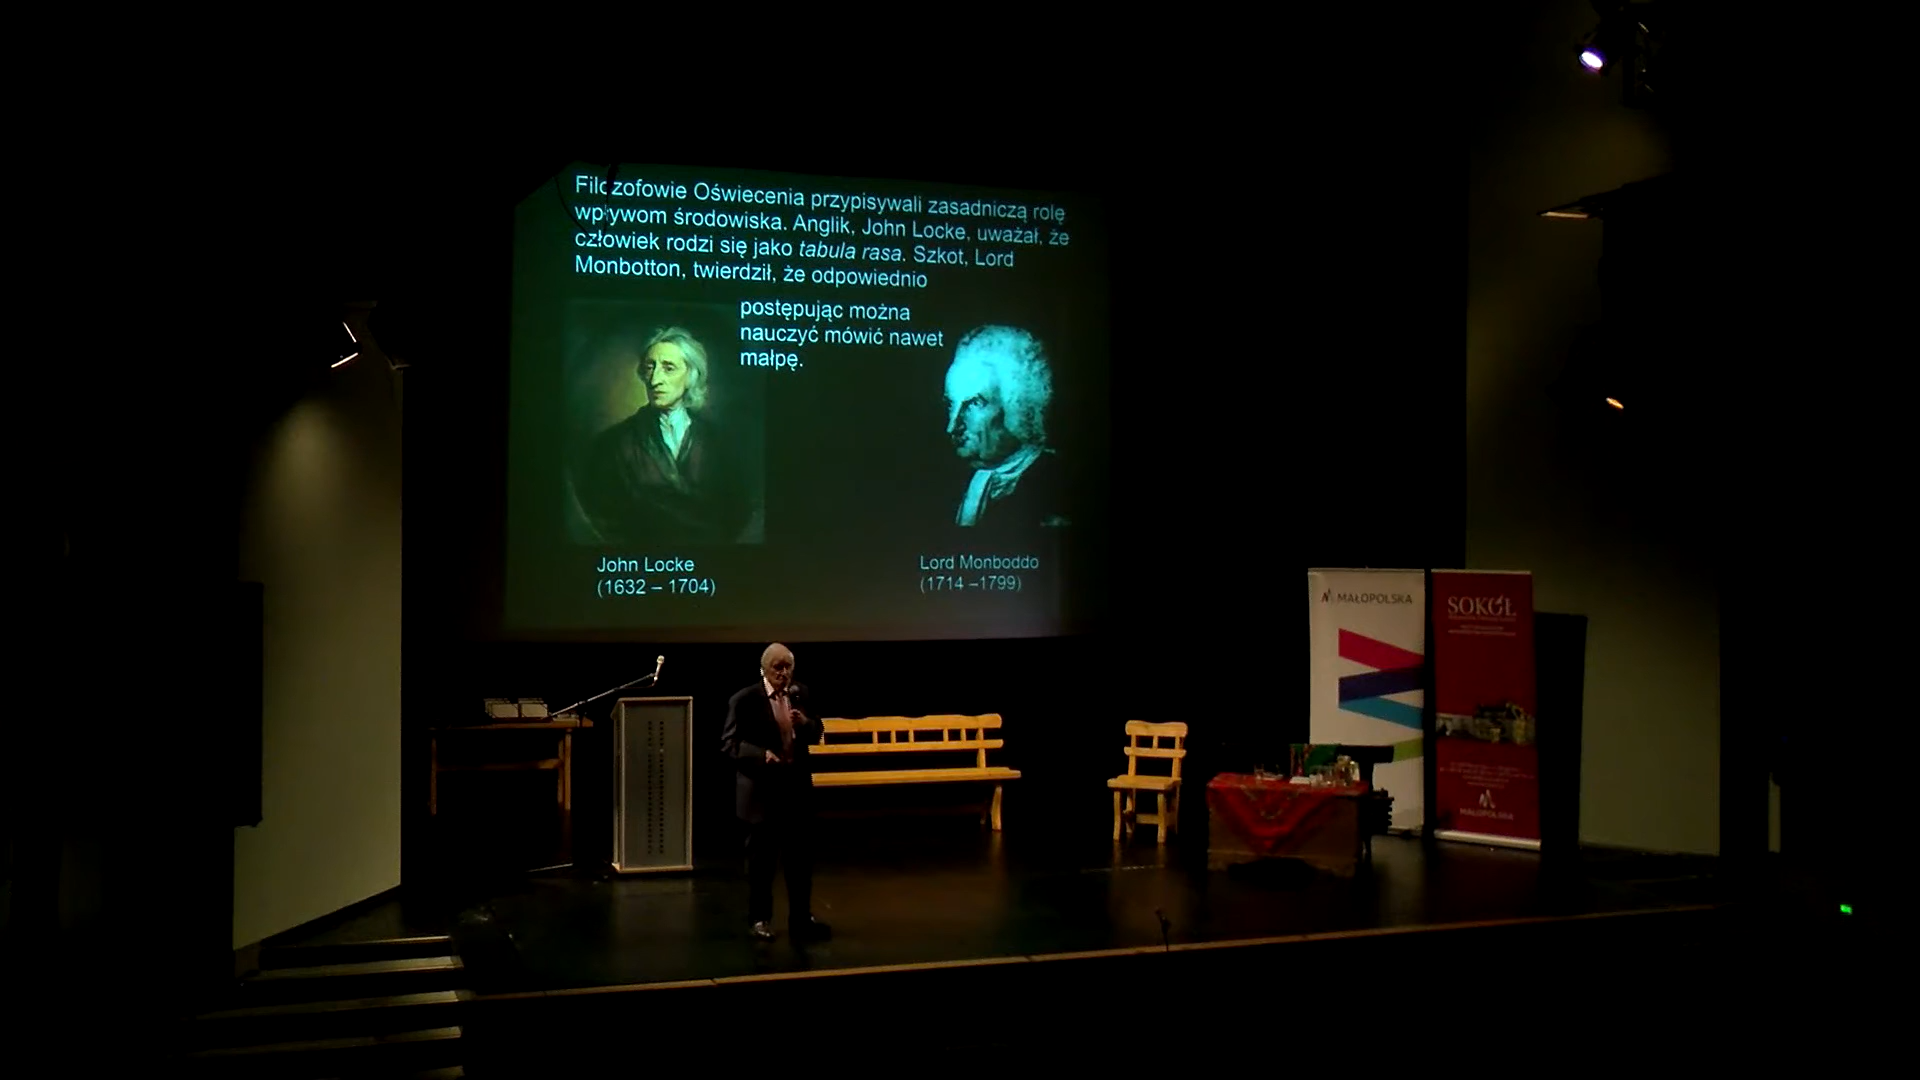 Filozofowie Oświecenia przypisywali zasadniczą rolę
wpływom środowiska. Anglik, John Locke, uważał, że
człowiek rodzi się jako tabula rasa. Szkot, Lord
Monbotton, twierdził, że odpowiednio
postępując można
nauczyć mówić nawet
małpę.
John Locke
(1632 – 1704)
Lord Monboddo
(1714 –1799)
MAŁOPOLSKA
SOKÓŁ
MAŁOPOLSKA